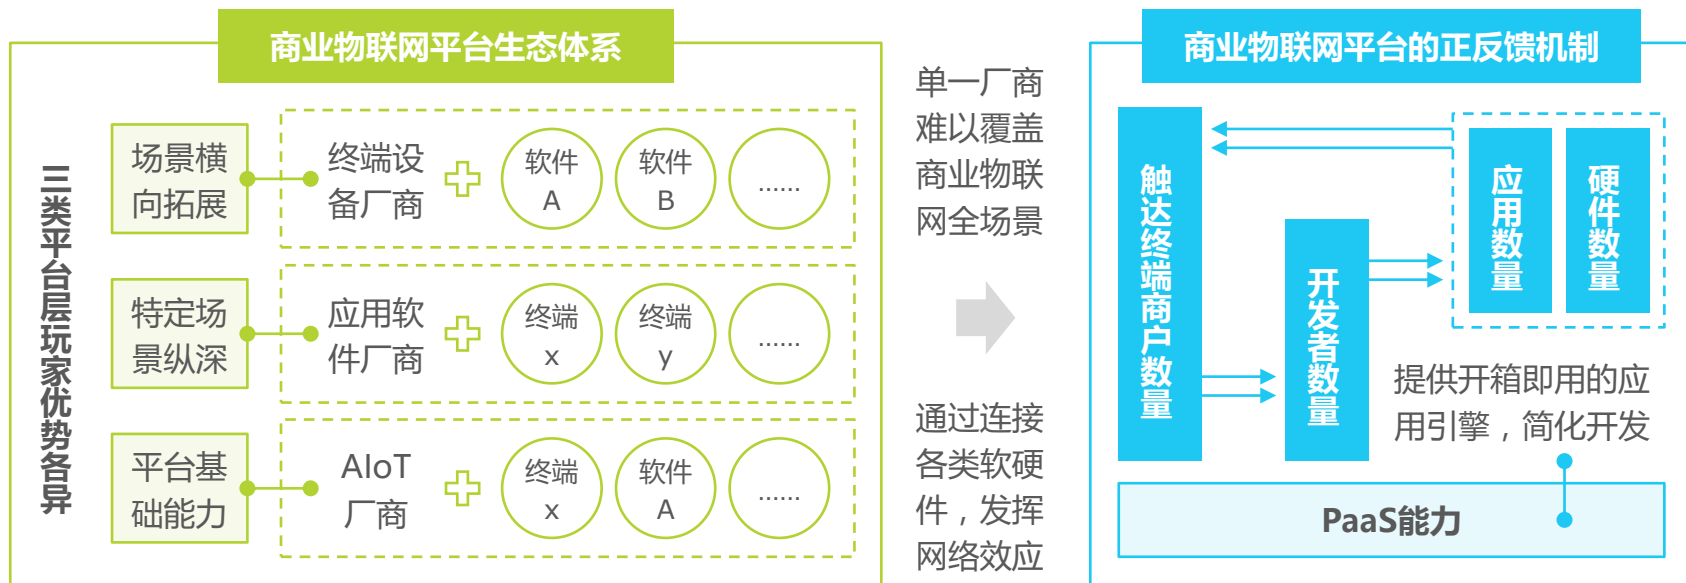 商业物联网平台生态体系
三类平台层玩家优势各异
场景横
向拓展
终端设
备厂商
软件
A
软件
B
……
特定场
景纵深
应用软
件厂商
终端
x
终端
y
……
平台基
础能力
AIoT
厂商
终端
x
软件
A
……
单一厂商
难以覆盖
商业物联
网全场景
通过连接
各类软硬
件，发挥
网络效应
商业物联网平台的正反馈机制
触达终端商户数量
开发者数量
应用数量
硬件数量
提供开箱即用的应
用引擎，简化开发
PaaS能力